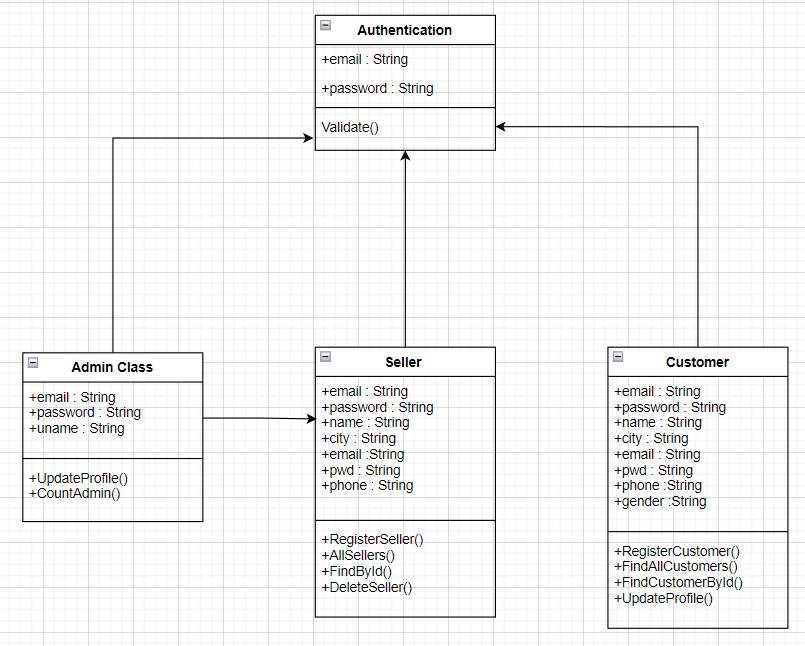 Authentication
+email : String
+password : String
Validate()
Admin Class
+email : String
+password : String
+uname : String
+UpdateProfile()
+CountAdmin()
Seller
+email : String
+password : String
+name : String
+city : String
+email :String
+pwd : String
+phone : String
+RegisterSeller()
+AllSellers()
+FindById()
+DeleteSeller()
Customer
+email : String
+password : String
+name : String
+city : String
+email : String
+pwd : String
+phone :String
+gender :String
+RegisterCustomer()
+FindAllCustomers()
+FindCustomerById()
+UpdateProfile()